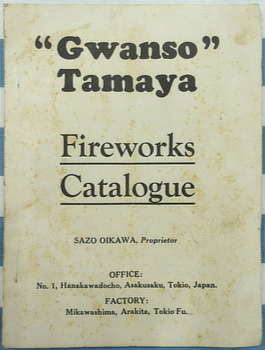 “Gwanso”
Tamaya
Fireworks
Catalogue
SAZO OIKAWA, Proprietor
OFFICE:
No. 1, Hanakawadocho, Asakusaku, Tokio, Japan.
FACTORY:
Mikawashima, Arakita, Tokio Fu.